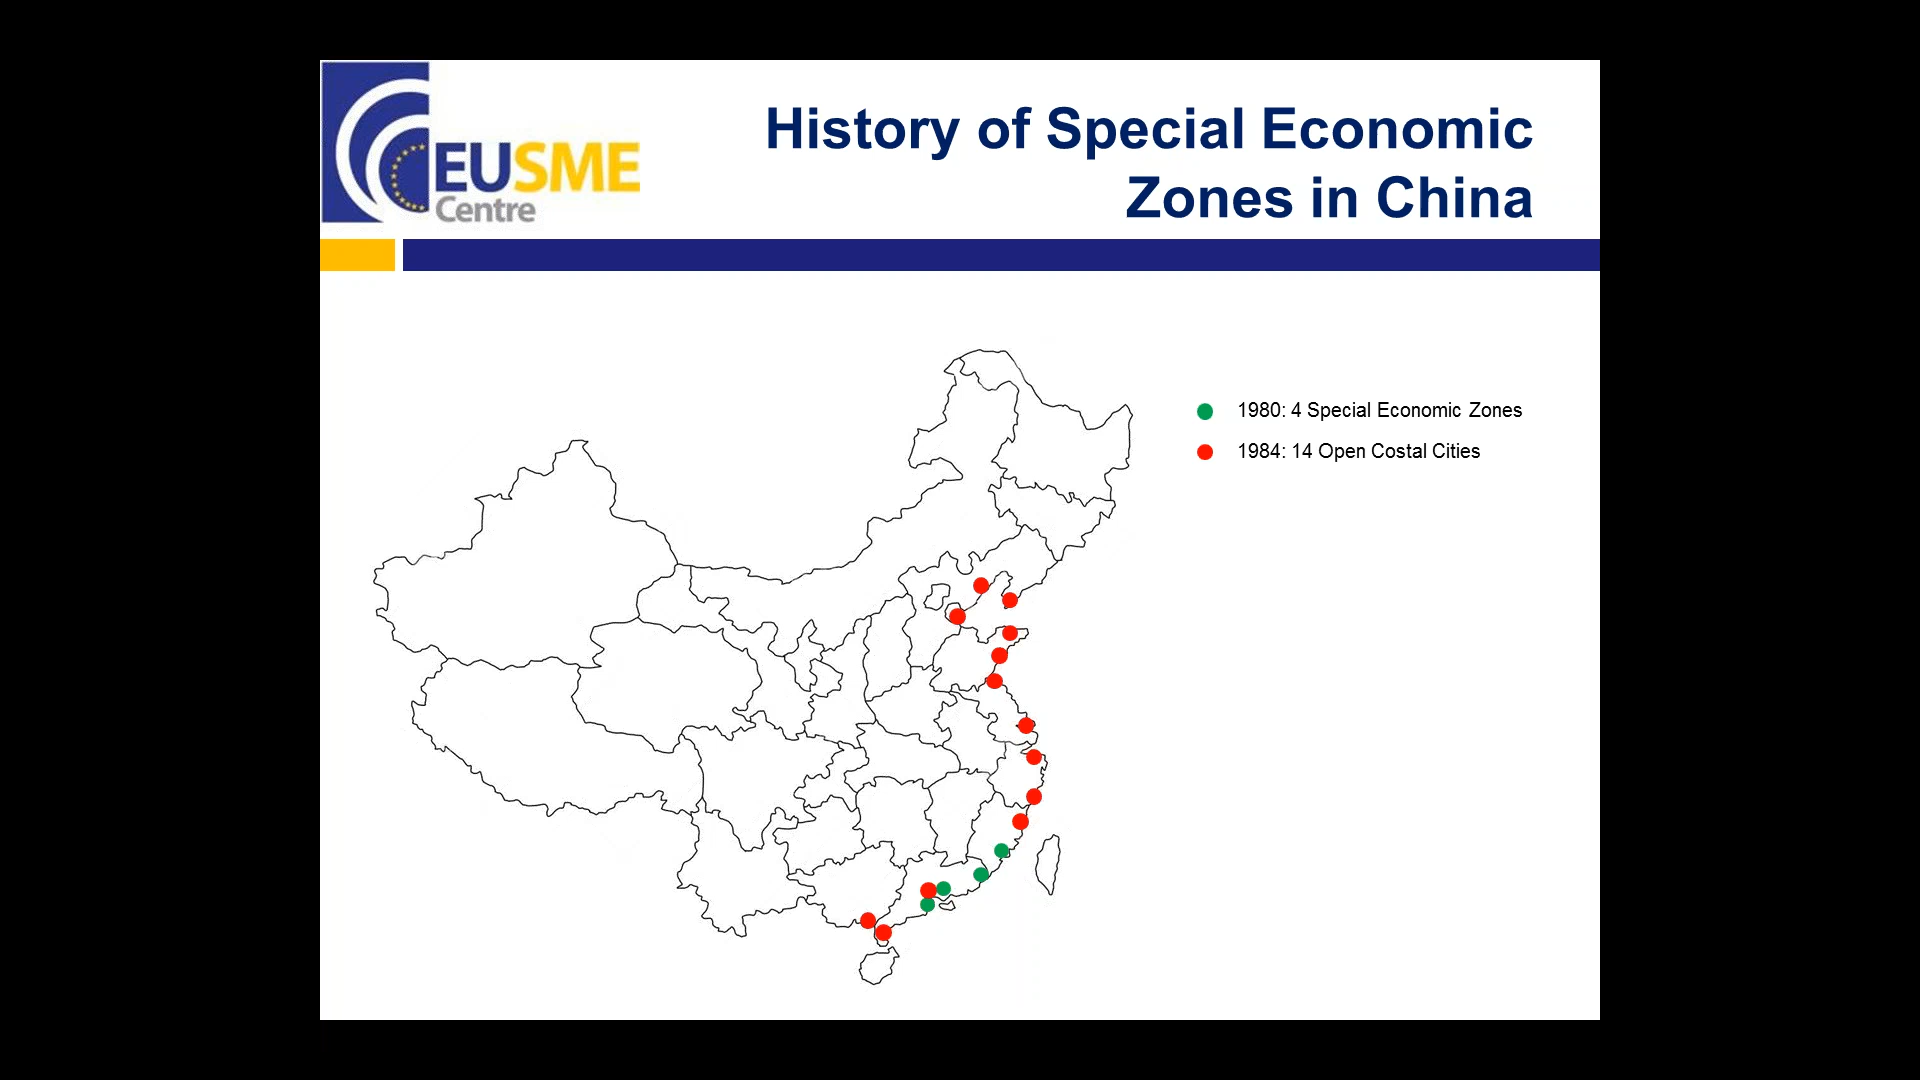 EUSME
Centre
History of Special Economic
Zones in China
1980: 4 Special Economic Zones
1984: 14 Open Costal Cities